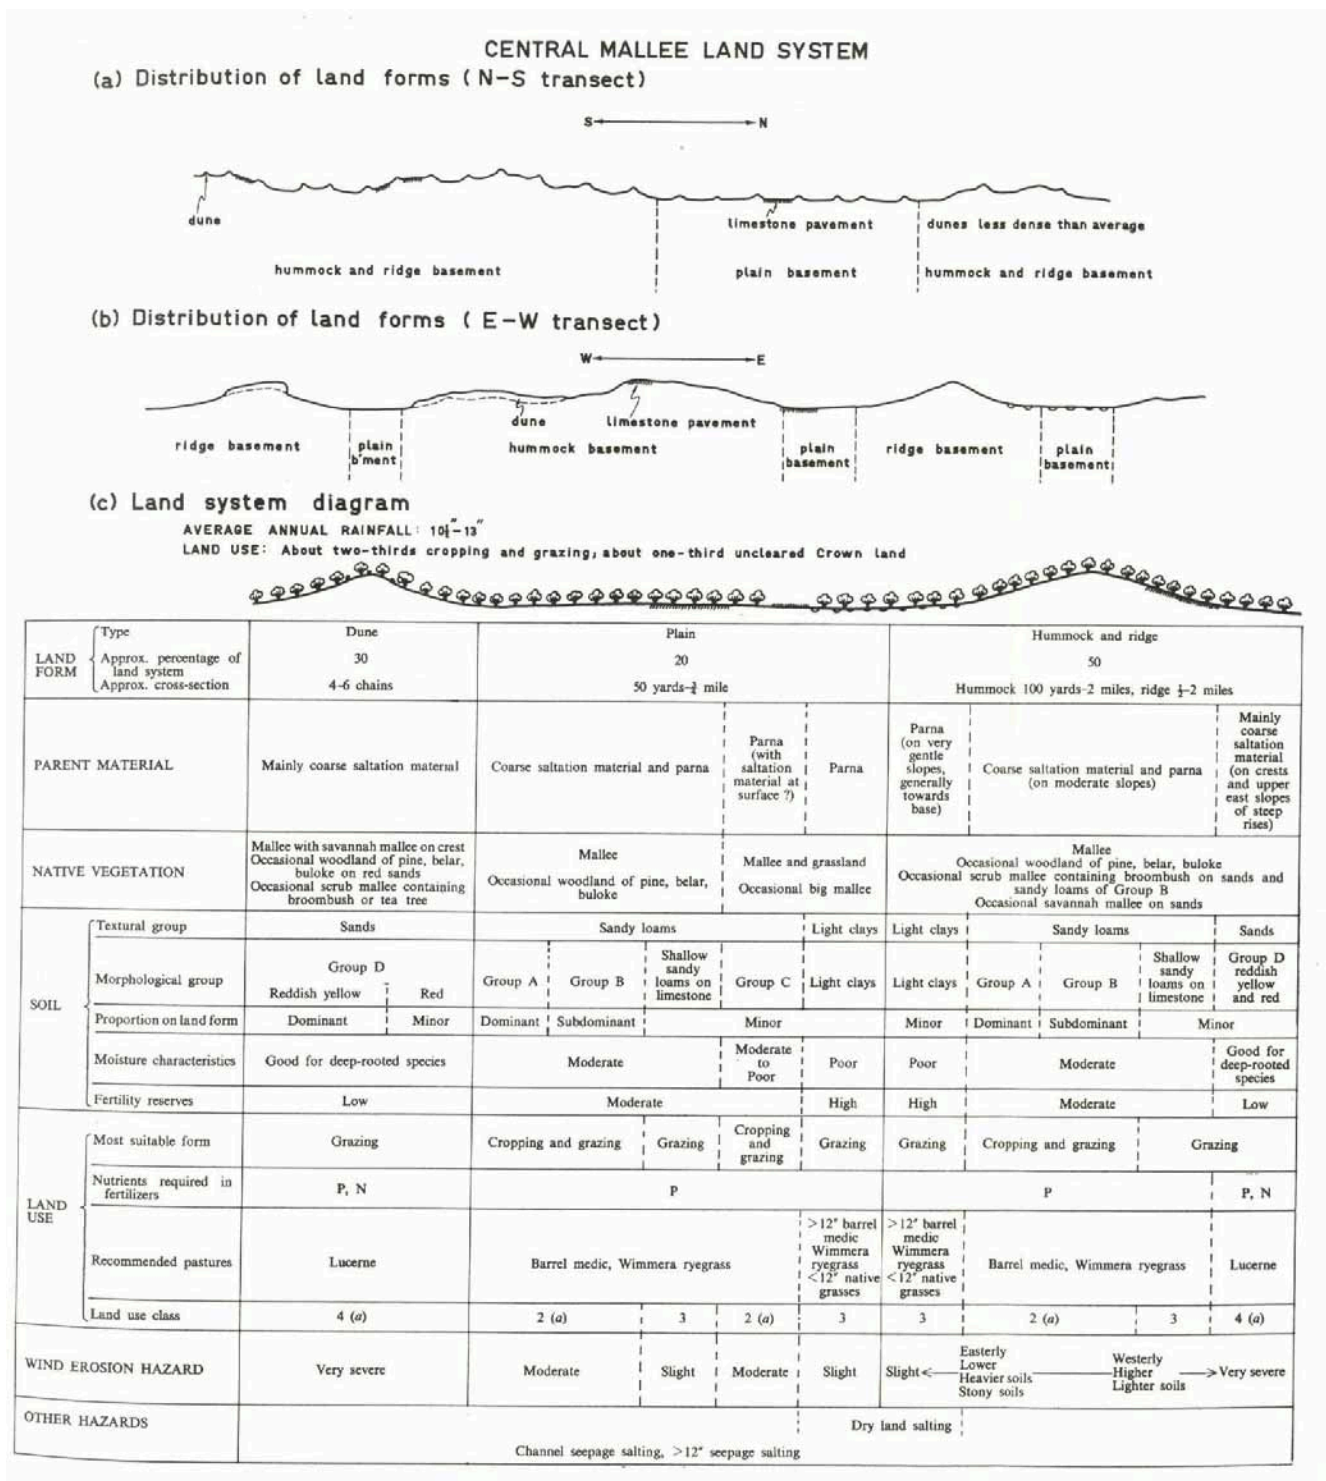 CENTRAL MALLEE LAND SYSTEM
(a) Distribution of land forms (N-S transect)
S N
dune
limestone pavement
dunes less dense than average
hummock and ridge basement
plain basement
hummock and ridge basement
(b) Distribution of land forms (E-W transect)
W E
dune
limestone pavement
ridge basement
plain
b'ment
hummock basement
plain
basement
ridge basement
plain
basement
(c) Land system diagram
AVERAGE ANNUAL RAINFALL: 10½"-13"
LAND USE: About two-thirds cropping and grazing; about one-third uncleared Crown land
LAND
FORM
Type
Dune
Plain
Hummock and ridge
Approx. percentage of
land system
30
20
50
Approx. cross-section
4-6 chains
50 yards-¾ mile
Hummock 100 yards-2 miles, ridge ½-2 miles
PARENT MATERIAL
Mainly coarse saltation material
Coarse saltation material and parna
Parna
(with
saltation
material at
surface ?)
Parna
Parna
(on very
gentle
slopes,
generally
towards
base)
Coarse saltation material and parna
(on moderate slopes)
Mainly
coarse
saltation
material
(on crests
and upper
east slopes
of steep
rises)
NATIVE VEGETATION
Mallee with savannah mallee on crest
Occasional woodland of pine, belar,
buloke on red sands
Occasional scrub mallee containing
broombush or tea tree
Mallee
Occasional woodland of pine, belar,
buloke
Mallee and grassland
Occasional big mallee
Mallee
Occasional woodland of pine, belar, buloke
Occasional scrub mallee containing broombush on sands and
sandy loams of Group B
Occasional savannah mallee on sands
SOIL
Textural group
Sands
Sandy loams
Light clays
Light clays
Sandy loams
Sands
Morphological group
Group D
Reddish yellow
Red
Group A
Group B
Shallow
sandy
loams on
limestone
Group C
Light clays
Light clays
Group A
Group B
Shallow
sandy
loams on
limestone
Group D
reddish
yellow
and red
Proportion on land form
Dominant
Minor
Dominant
Subdominant
Minor
Minor
Dominant
Subdominant
Minor
Moisture characteristics
Good for deep-rooted species
Moderate
Moderate
to
Poor
Poor
Poor
Moderate
Good for
deep-rooted
species
Fertility reserves
Low
Moderate
High
High
Moderate
Low
LAND
USE
Most suitable form
Grazing
Cropping and grazing
Grazing
Cropping
and
grazing
Grazing
Grazing
Cropping and grazing
Grazing
Nutrients required in
fertilizers
P, N
P
P
P, N
Recommended pastures
Lucerne
Barrel medic, Wimmera ryegrass
>12" barrel
medic
Wimmera
ryegrass
<12" native
grasses
>12" barrel
medic
Wimmera
ryegrass
<12" native
grasses
Barrel medic, Wimmera ryegrass
Lucerne
Land use class
4 (a)
2 (a)
3
2 (a)
3
3
2 (a)
3
4 (a)
WIND EROSION HAZARD
Very severe
Moderate
Slight
Moderate
Slight
Slight
Easterly
Lower
Heavier soils
Stony soils
Westerly
Higher
Lighter soils
Very severe
OTHER HAZARDS
Dry land salting
Channel seepage salting, >12" seepage salting